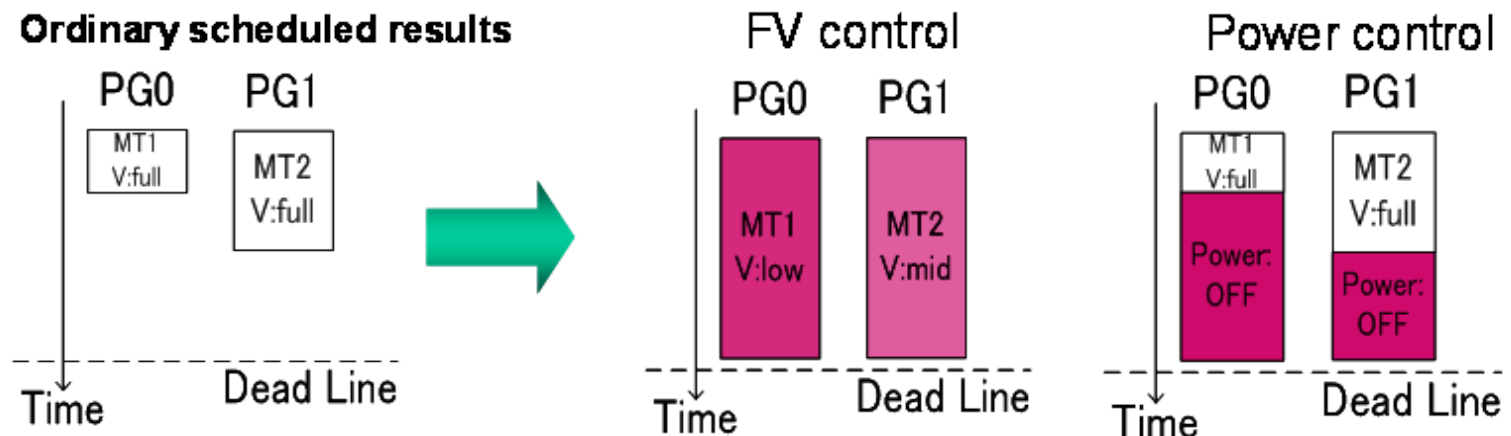 Ordinary scheduled results
PG0 PG1
MT1
V:full
MT2
V:full
Dead Line
Time
FV control
PG0 PG1
MT1
V:low
MT2
V:mid
Dead Line
Time
Power control
PG0 PG1
MT1
V:full
Power:
OFF
MT2
V:full
Power:
OFF
Dead Line
Time